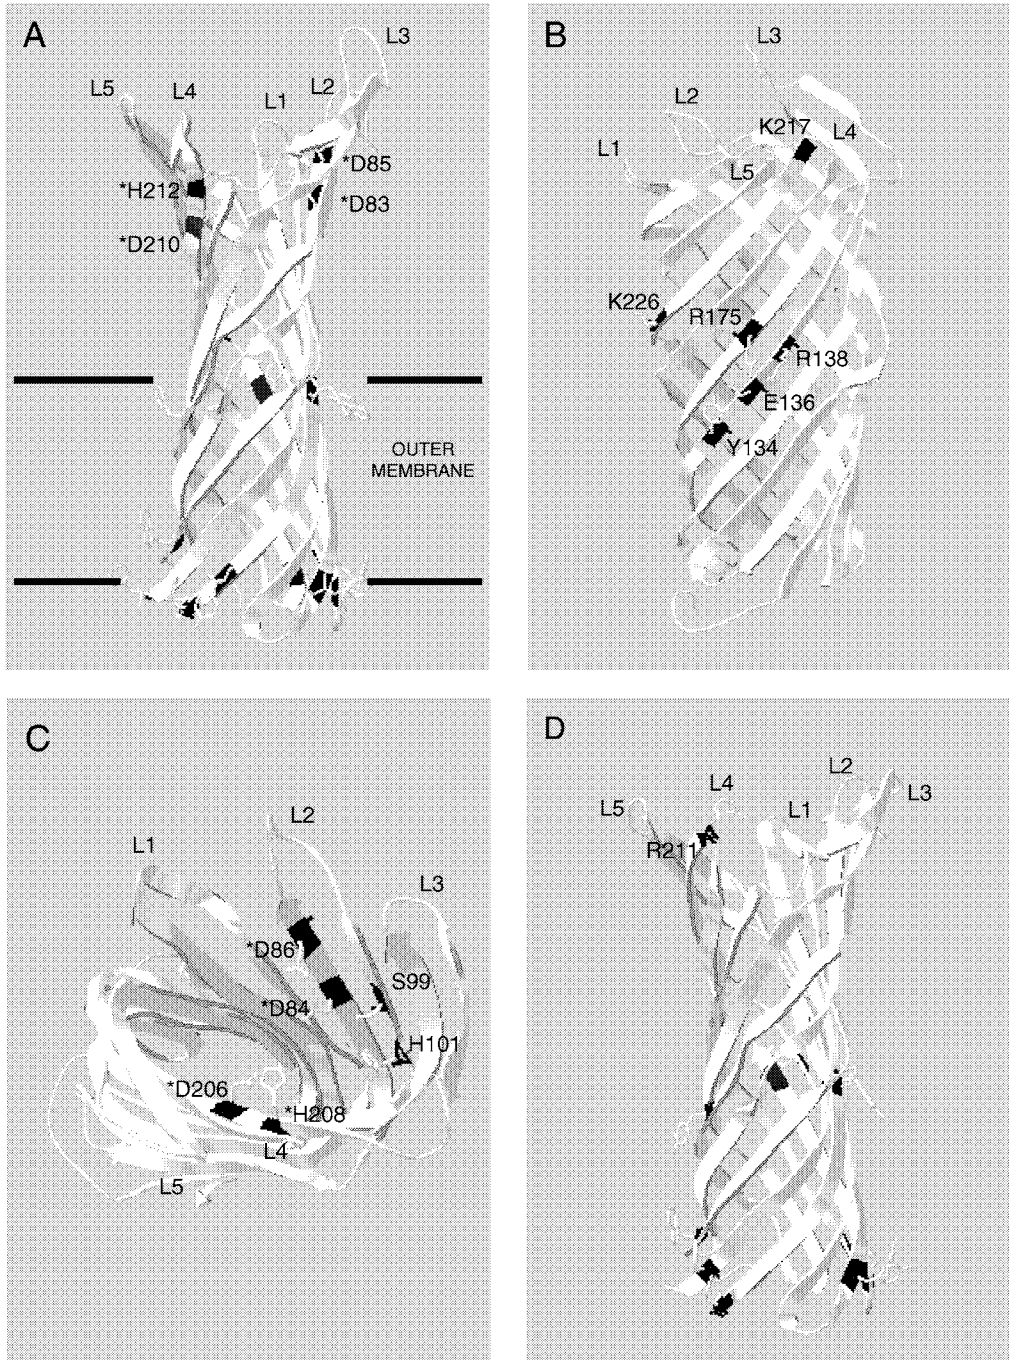 A
L3
L2
L5
L4
L1
*D85
*H212
*D83
*D210
OUTER
MEMBRANE
B
L3
L2
K217
L4
L1
L5
K226
R175
R138
E136
Y134
C
L2
L1
L3
*D86
S99
*D84
H101
*D206
*H208
L4
L5
D
L2
L4
L3
L5
L1
R211